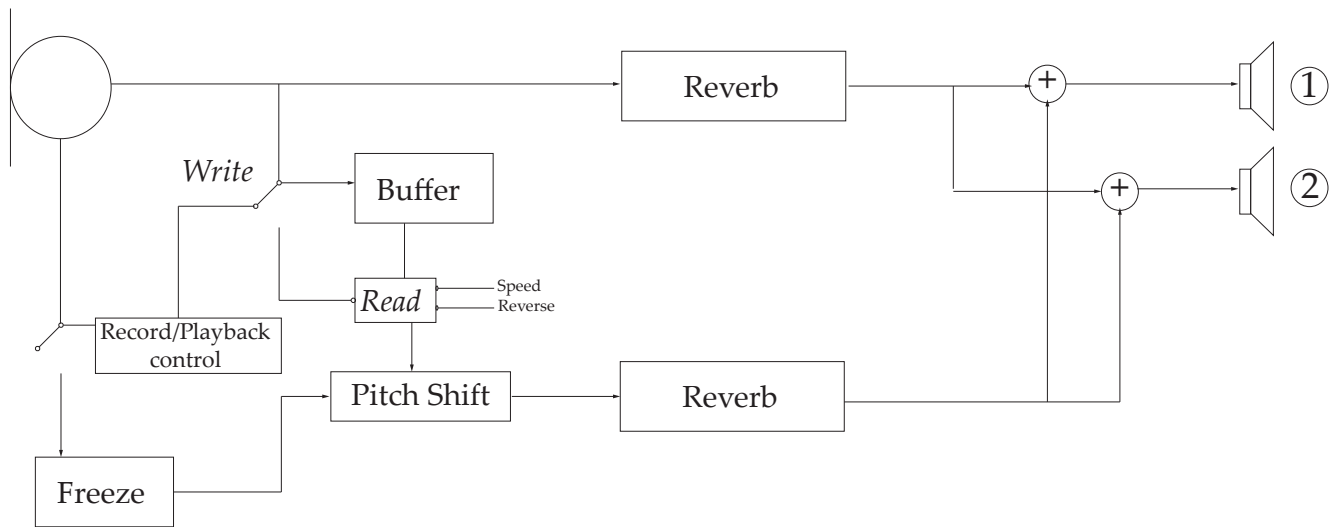 Reverb
+
①
Write
Buffer
+
②
Read
Speed
Reverse
Record/Playback
control
Pitch Shift
Reverb
Freeze